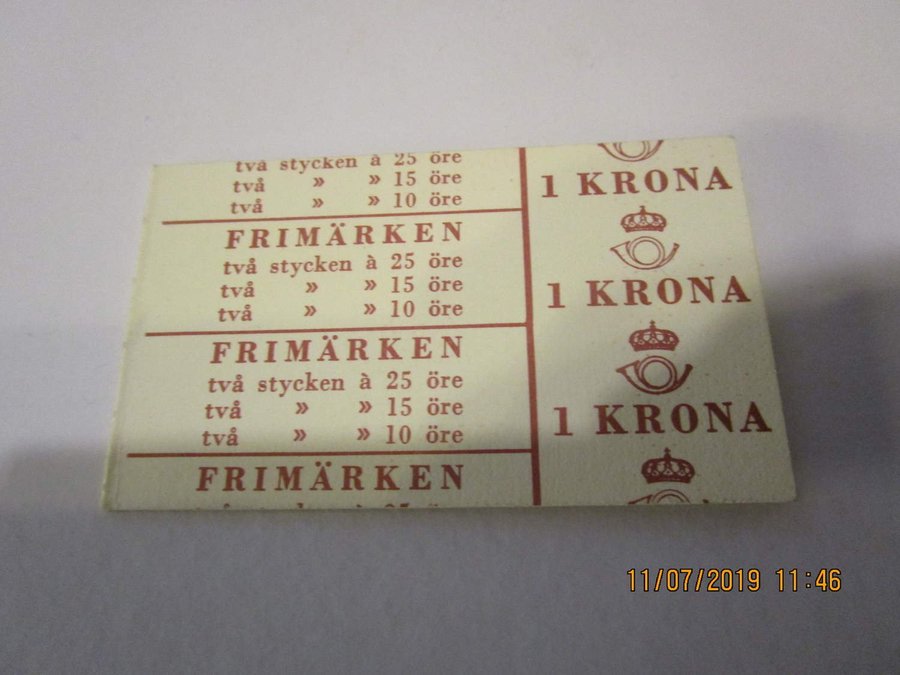 två stycken à 25 öre
två » » 15 öre
två » » 10 öre
1 KRONA
FRIMÄRKEN
två stycken à 25 öre
två » » 15 öre
två » » 10 öre
1 KRONA
FRIMÄRKEN
två stycken à 25 öre
två » » 15 öre
två » » 10 öre
1 KRONA
FRIMÄRKEN
11/07/2019 11:46